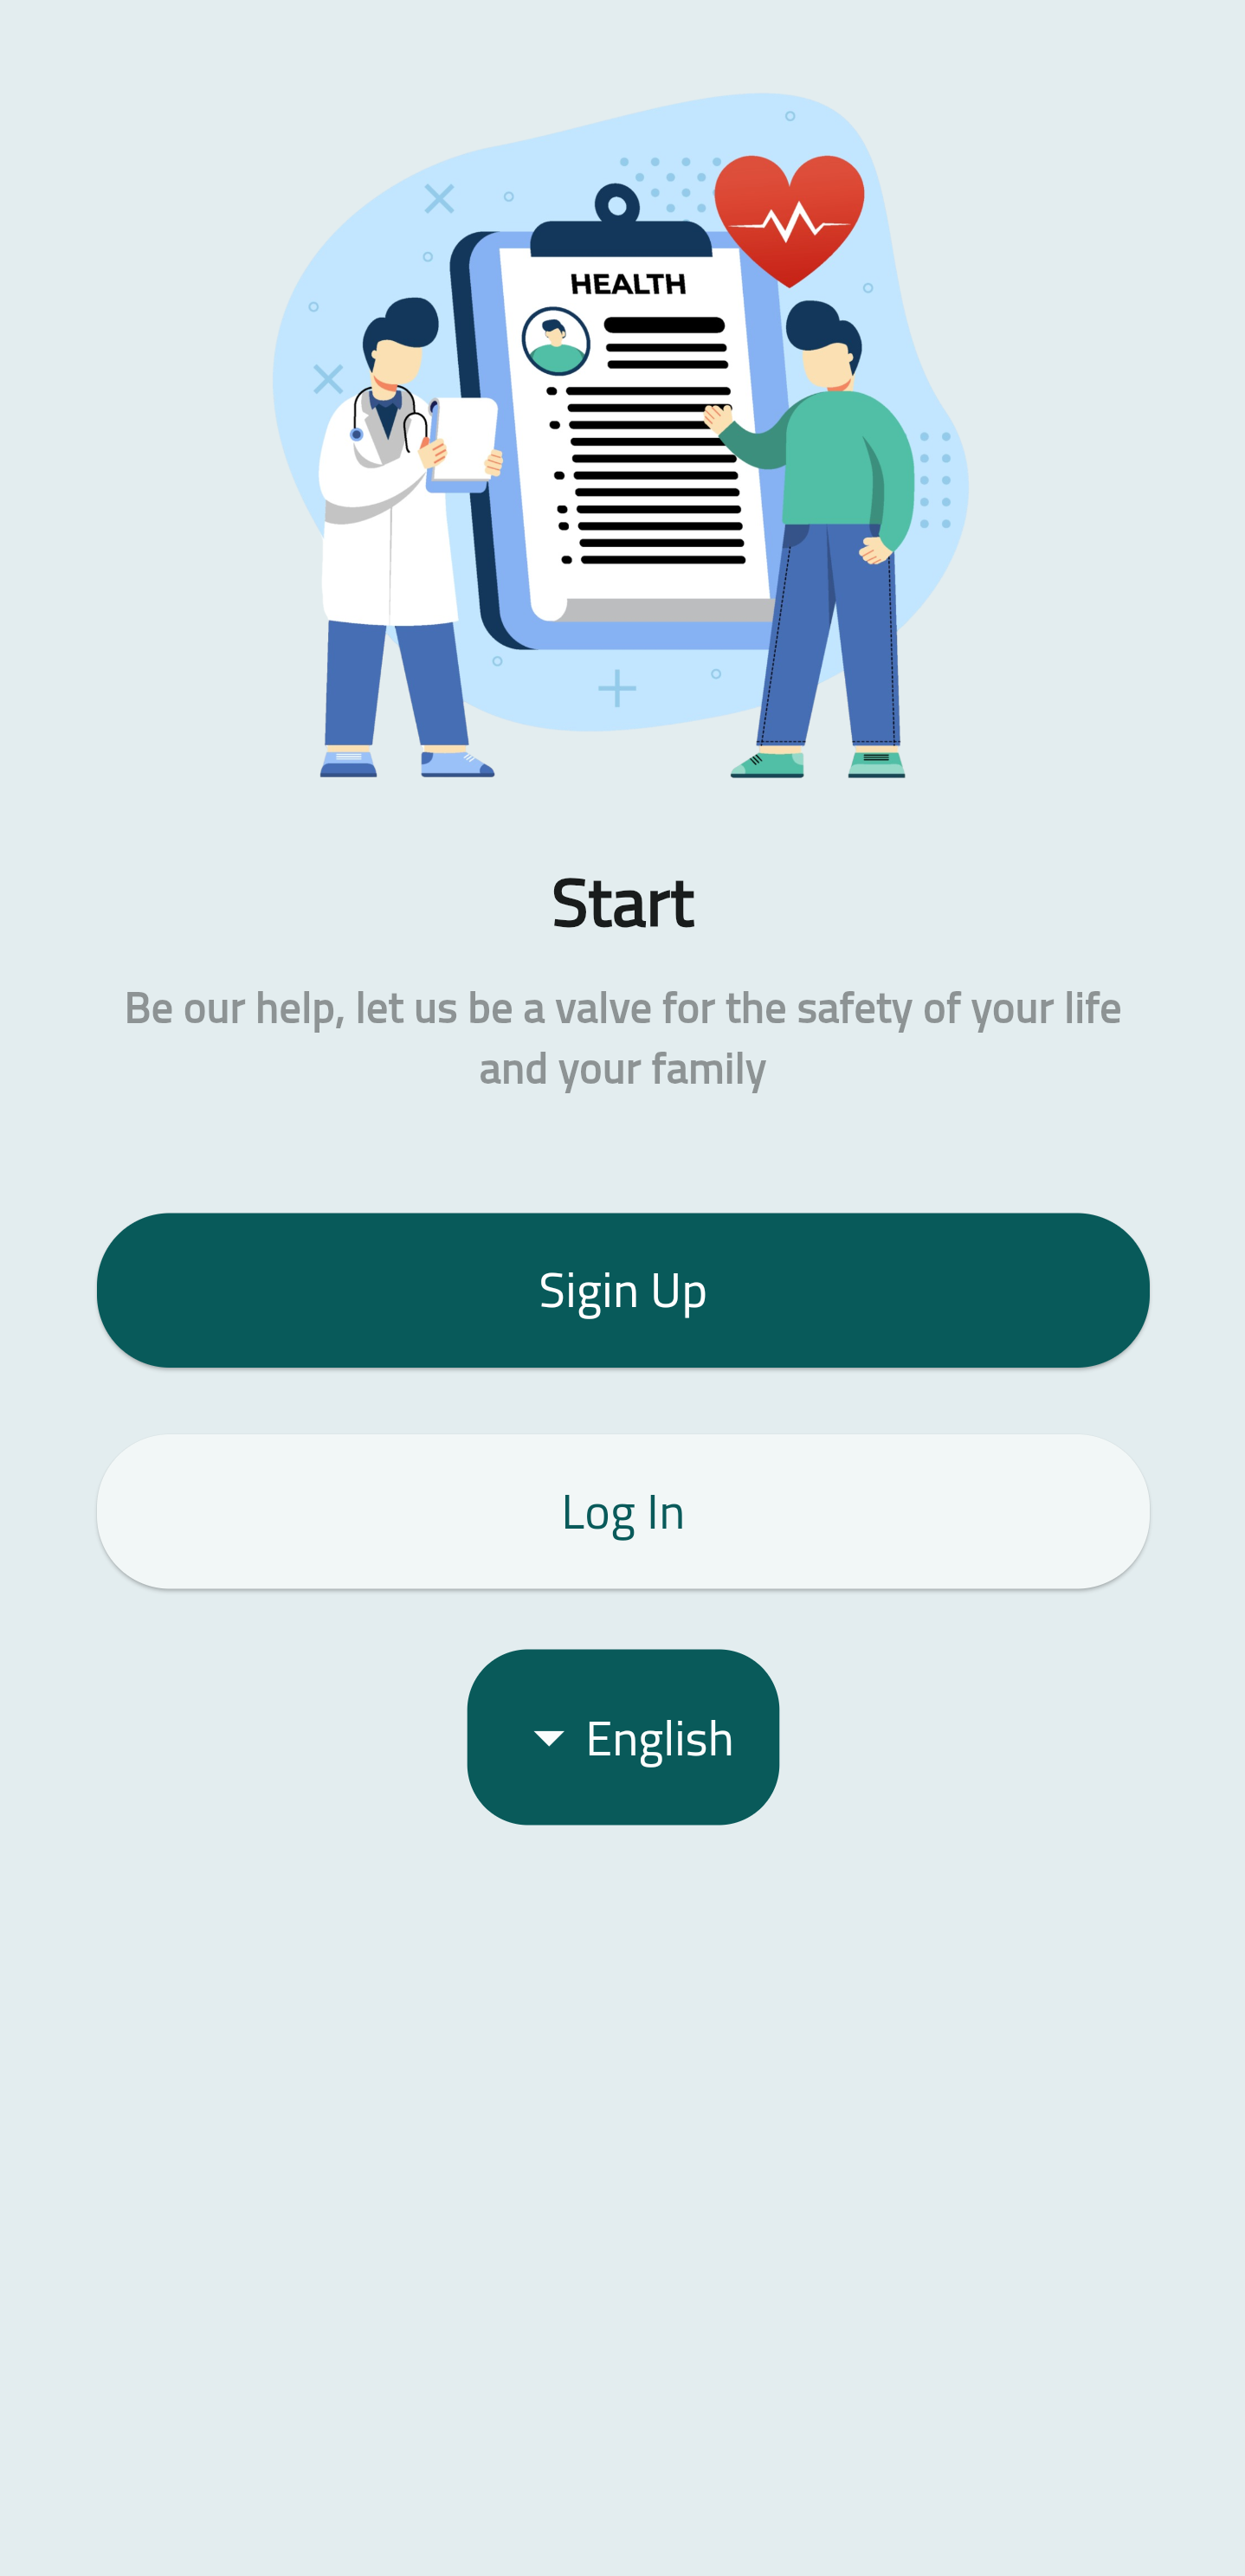 HEALTH
Start
Be our help, let us be a valve for the safety of your life
and your family
Sigin Up
Log In
English